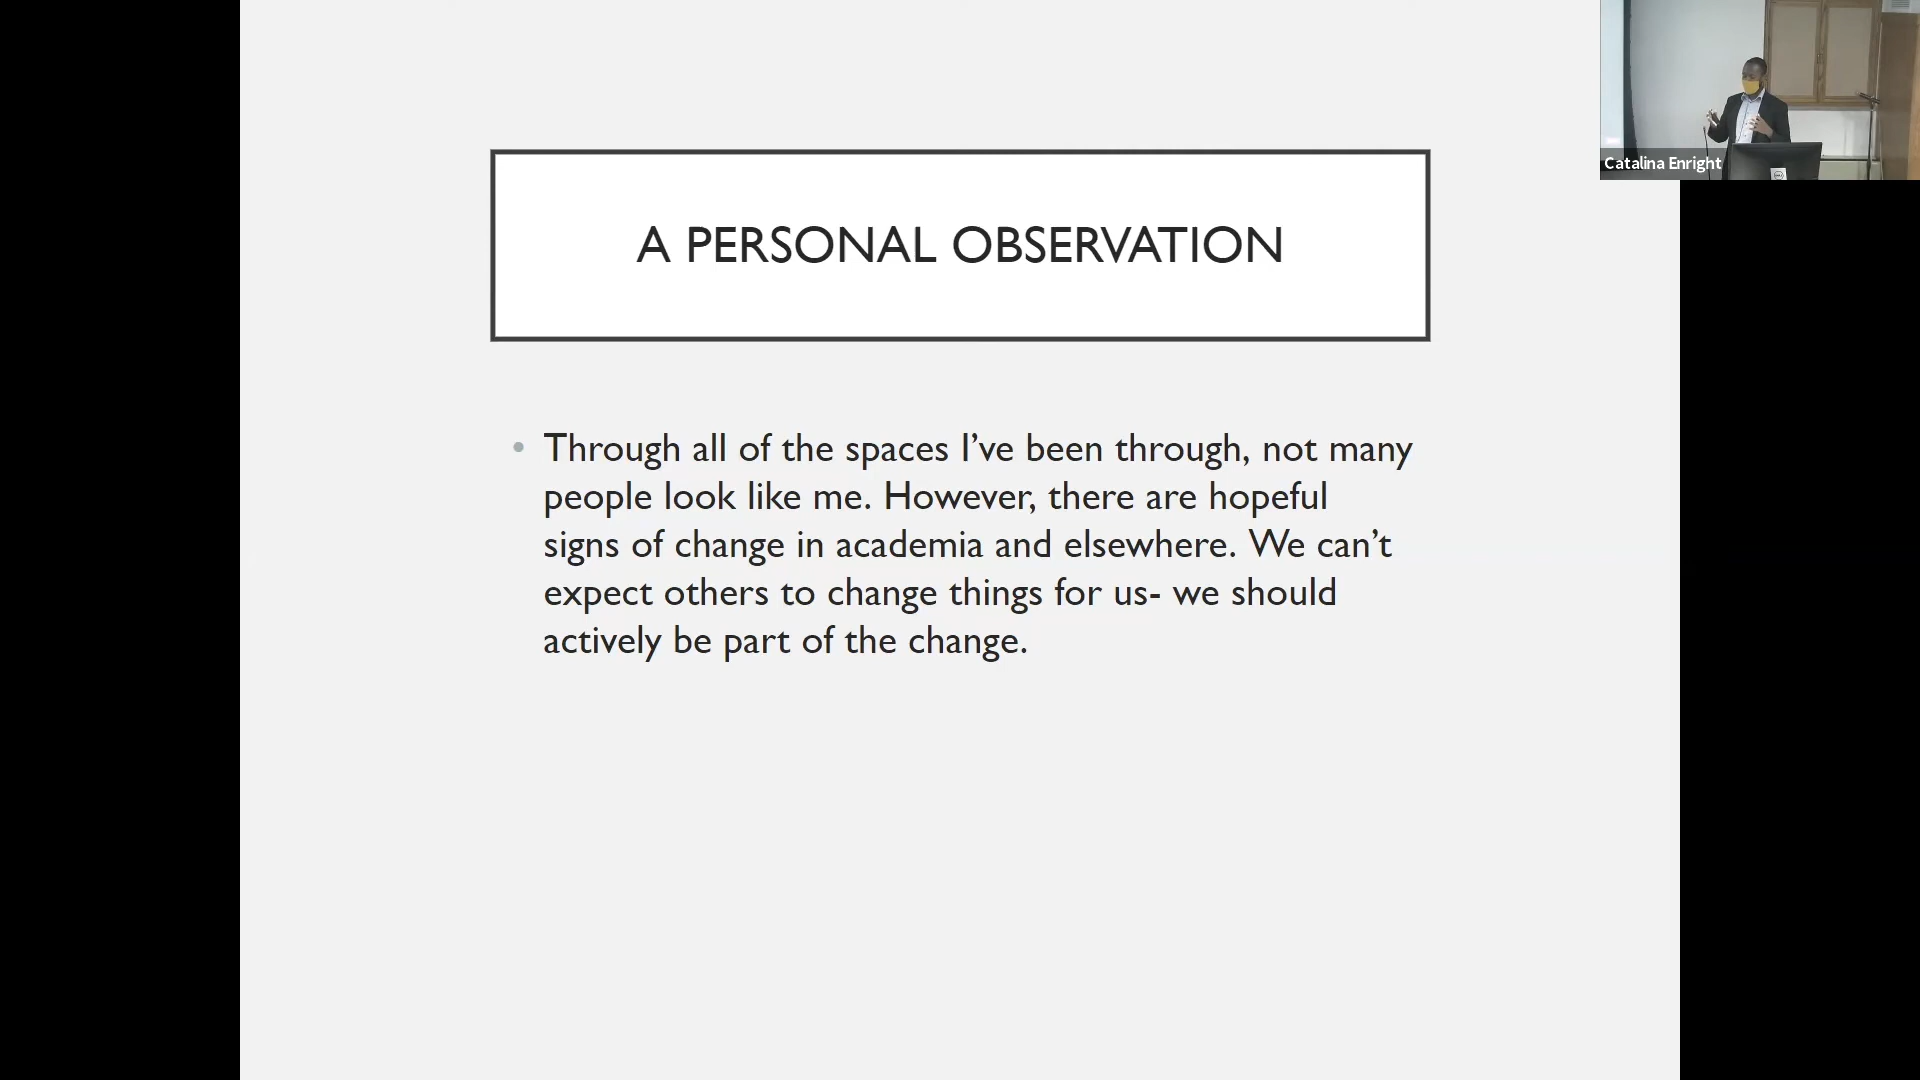 A PERSONAL OBSERVATION
• Through all of the spaces I’ve been through, not many
people look like me. However, there are hopeful
signs of change in academia and elsewhere. We can’t
expect others to change things for us- we should
actively be part of the change.
Catalina Enright